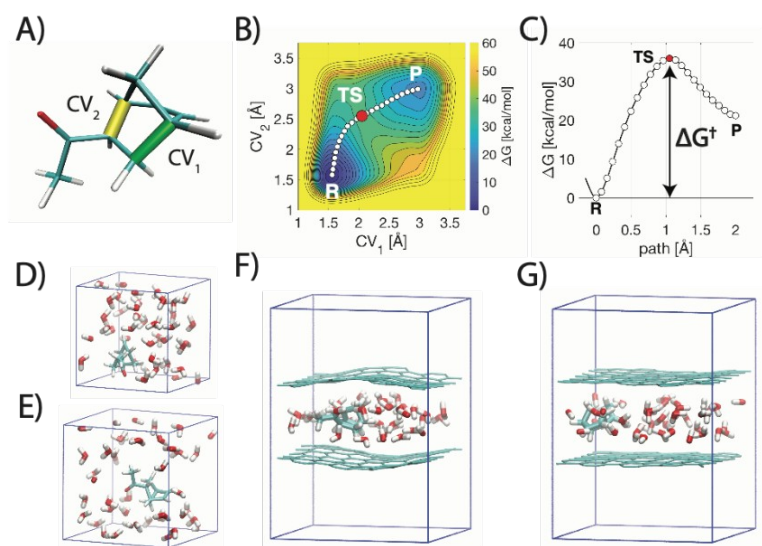 A)
CV₂
CV₁
B)
3.5
3
2.5
2
1.5
1
CV₂ [Å]
1 1.5 2 2.5 3 3.5
CV₁ [Å]
R
TS
P
60
50
40
30
20
10
0
ΔG [kcal/mol]
C)
40
30
20
10
0
ΔG [kcal/mol]
TS
ΔG†
P
R
0 0.5 1 1.5 2
path [Å]
D)
E)
F)
G)